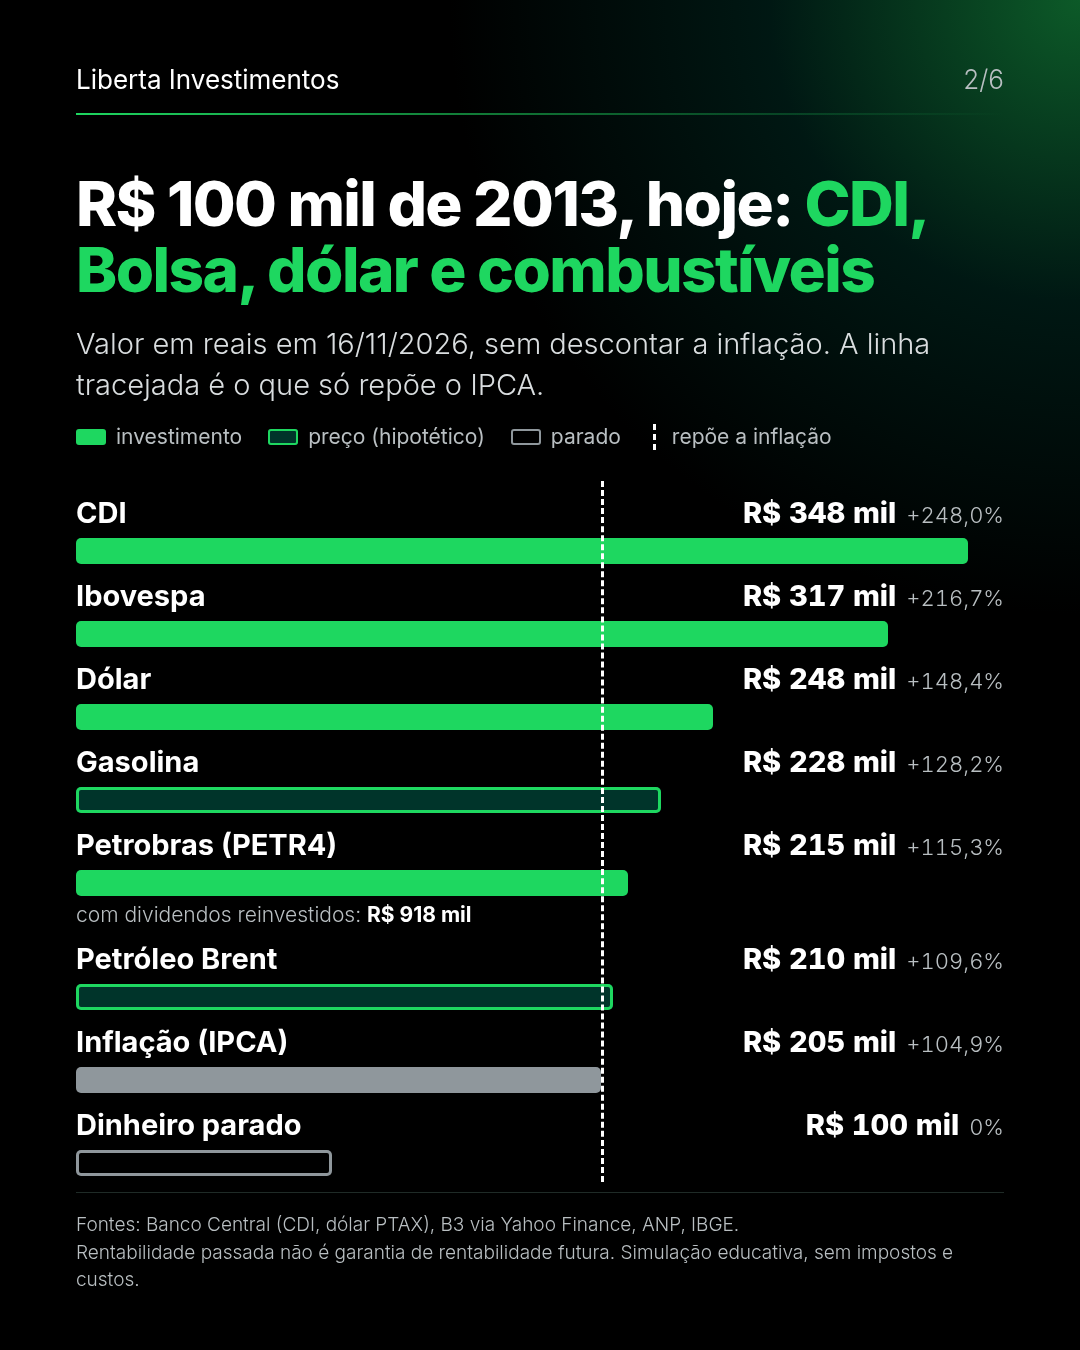 Liberta Investimentos
2/6
R$ 100 mil de 2013, hoje: CDI,
Bolsa, dólar e combustíveis
Valor em reais em 16/11/2026, sem descontar a inflação. A linha
tracejada é o que só repõe o IPCA.
investimento preço (hipotético) parado repõe a inflação
CDI R$ 348 mil +248,0%
Ibovespa R$ 317 mil +216,7%
Dólar R$ 248 mil +148,4%
Gasolina R$ 228 mil +128,2%
Petrobras (PETR4) R$ 215 mil +115,3%
com dividendos reinvestidos: R$ 918 mil
Petróleo Brent R$ 210 mil +109,6%
Inflação (IPCA) R$ 205 mil +104,9%
Dinheiro parado R$ 100 mil 0%
Fontes: Banco Central (CDI, dólar PTAX), B3 via Yahoo Finance, ANP, IBGE.
Rentabilidade passada não é garantia de rentabilidade futura. Simulação educativa, sem impostos e
custos.